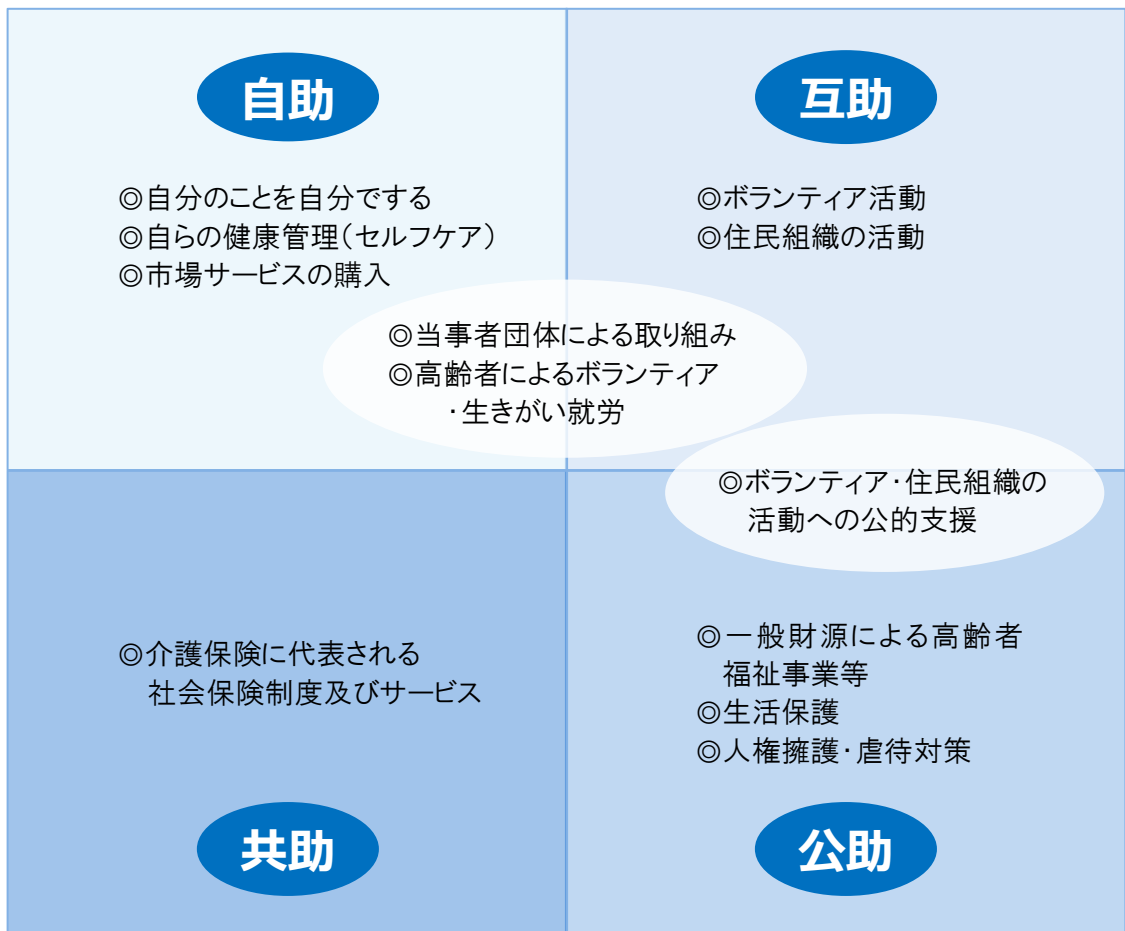 自助
◎自分のことを自分でする
◎自らの健康管理（セルフケア）
◎市場サービスの購入
互助
◎ボランティア活動
◎住民組織の活動
◎当事者団体による取り組み
◎高齢者によるボランティア
・生きがい就労
◎ボランティア・住民組織の
活動への公的支援
◎介護保険に代表される
社会保険制度及びサービス
共助
◎一般財源による高齢者
福祉事業等
◎生活保護
◎人権擁護・虐待対策
公助